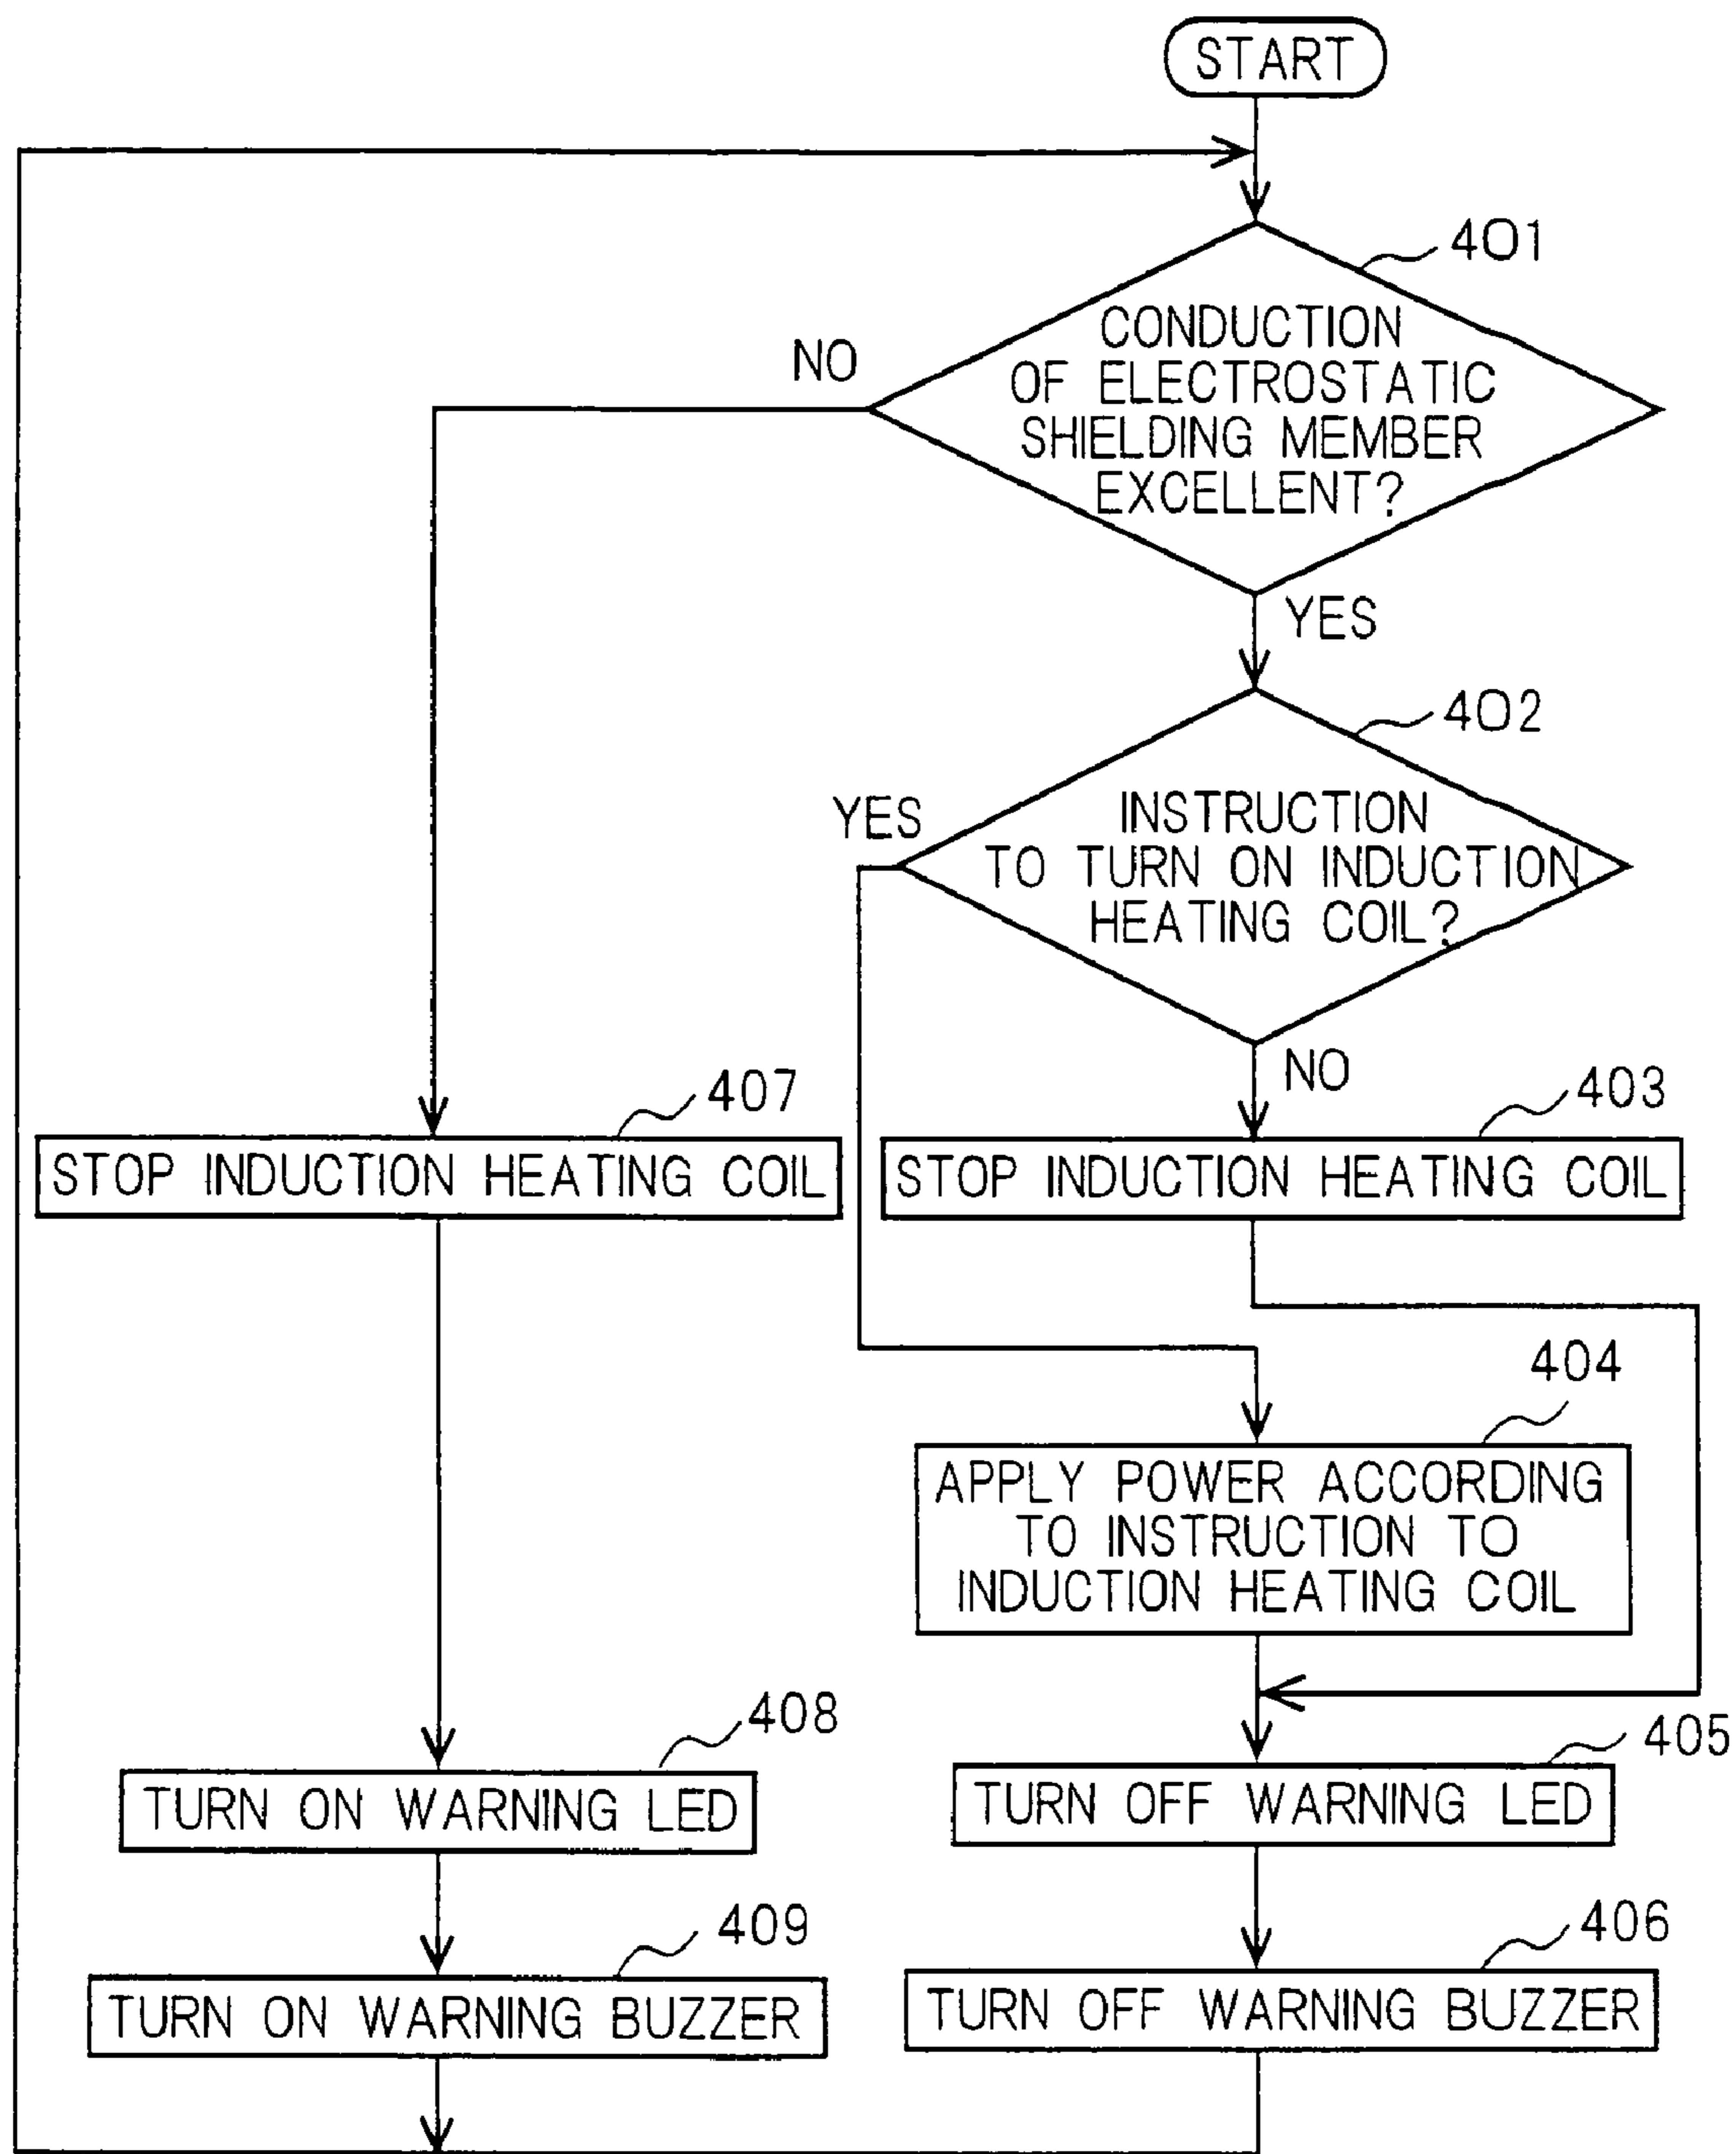 START
401
CONDUCTION
OF ELECTROSTATIC
SHIELDING MEMBER
EXCELLENT?
NO
YES
402
INSTRUCTION
TO TURN ON INDUCTION
HEATING COIL?
YES
NO
407
STOP INDUCTION HEATING COIL
403
STOP INDUCTION HEATING COIL
404
APPLY POWER ACCORDING
TO INSTRUCTION TO
INDUCTION HEATING COIL
408
TURN ON WARNING LED
405
TURN OFF WARNING LED
409
TURN ON WARNING BUZZER
406
TURN OFF WARNING BUZZER